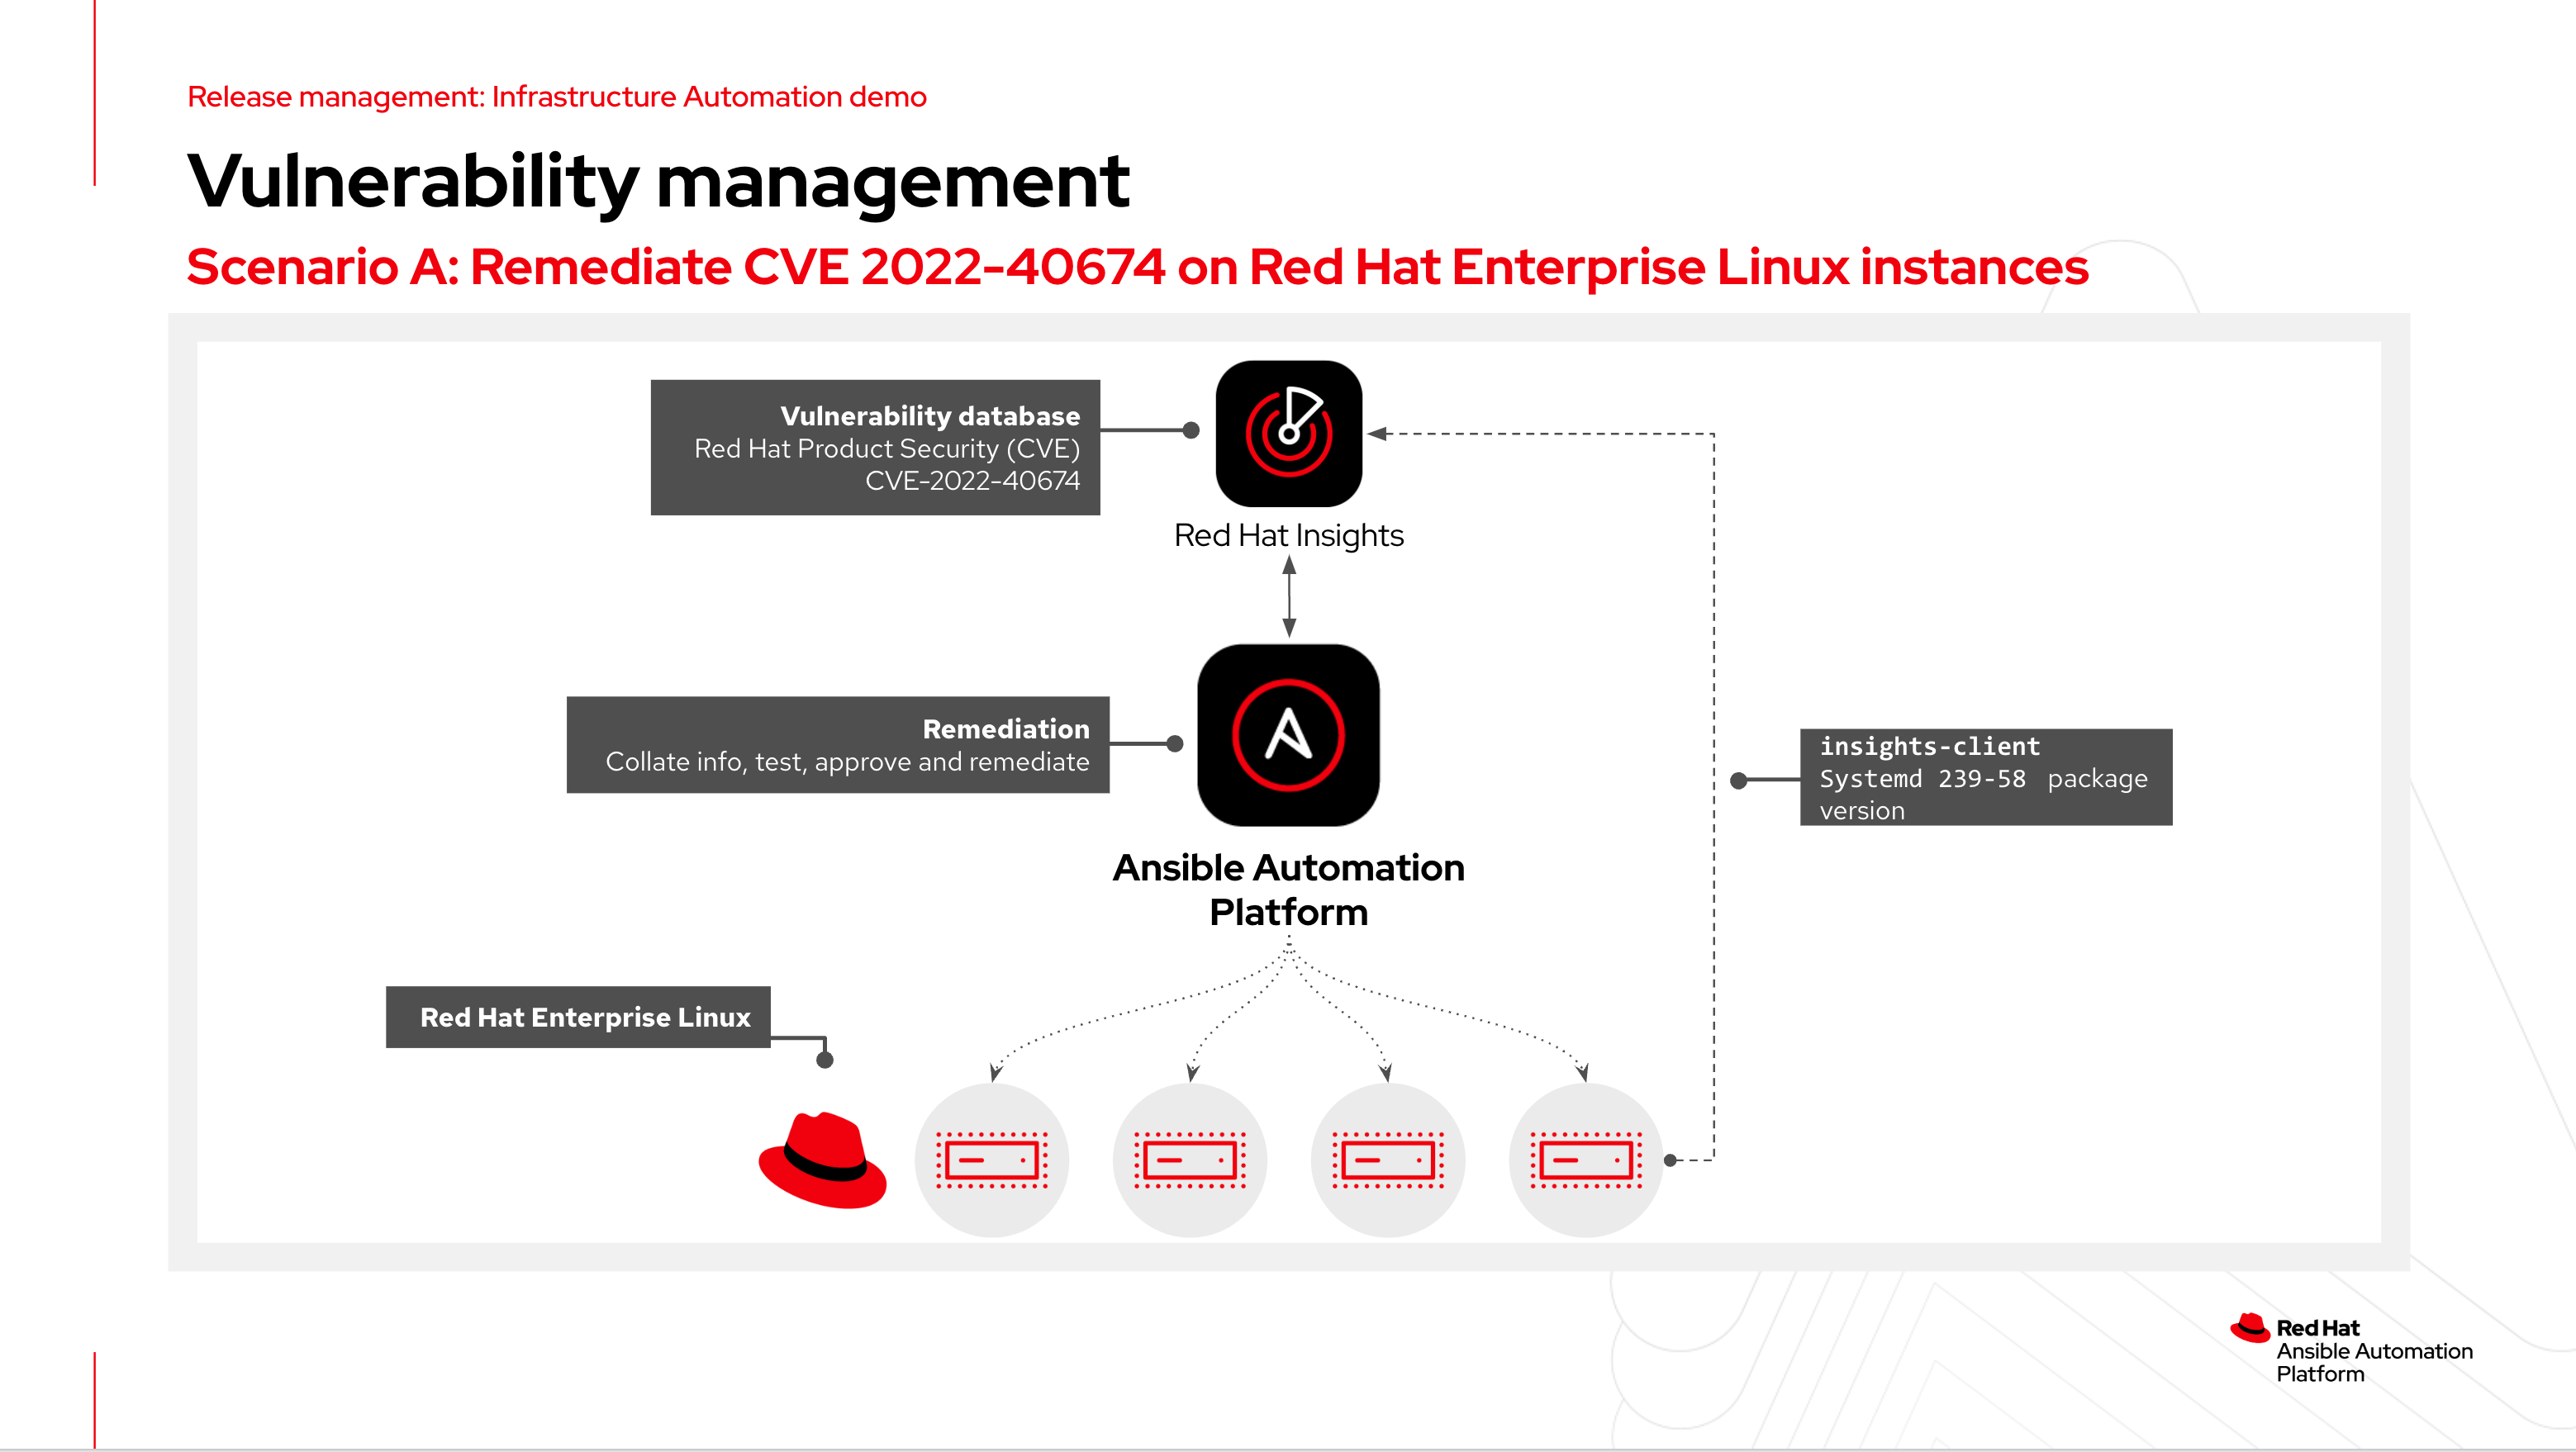 Release management: Infrastructure Automation demo
Vulnerability management
Scenario A: Remediate CVE 2022-40674 on Red Hat Enterprise Linux instances
Vulnerability database
Red Hat Product Security (CVE)
CVE-2022-40674
Red Hat Insights
Remediation
Collate info, test, approve and remediate
insights-client
Systemd 239-58 package
version
Ansible Automation
Platform
Red Hat Enterprise Linux
Red Hat
Ansible Automation
Platform